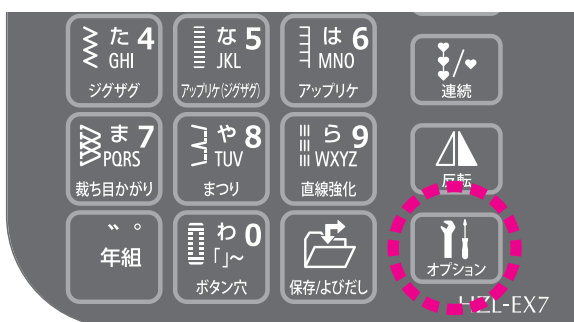 た 4
GHI
ジグザグ
な 5
JKL
アップリケ(ジグザグ)
は 6
MNO
アップリケ
/
連続
ま 7
PQRS
裁ち目かがり
や 8
TUV
まつり
ら 9
WXYZ
直線強化
反転
゛ ゜
年組
わ 0
「」~
ボタン穴
保存/よびだし
オプション
HZL-EX7